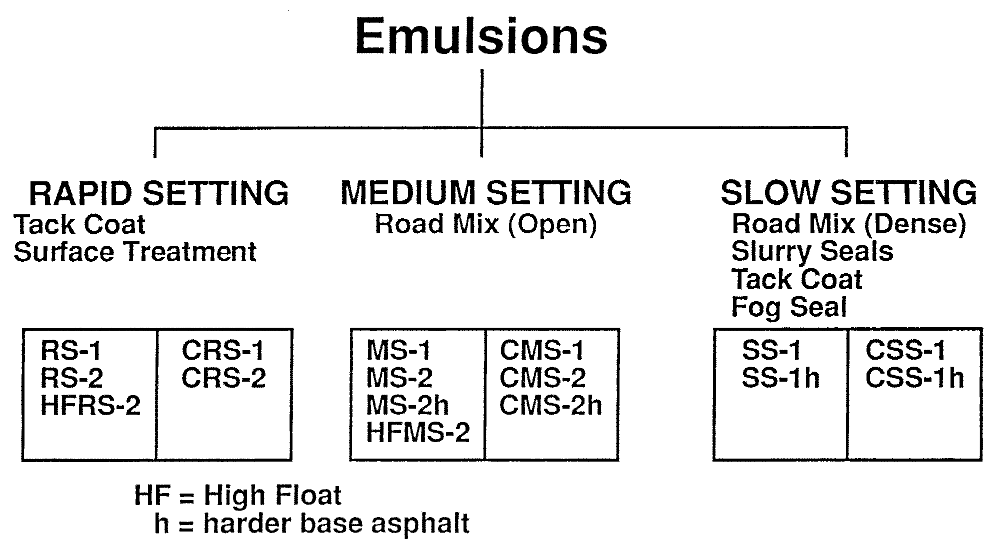 Emulsions
RAPID SETTING
Tack Coat
Surface Treatment
MEDIUM SETTING
Road Mix (Open)
SLOW SETTING
Road Mix (Dense)
Slurry Seals
Tack Coat
Fog Seal
RS-1
RS-2
HFRS-2
CRS-1
CRS-2
MS-1
MS-2
MS-2h
HFMS-2
CMS-1
CMS-2
CMS-2h
SS-1
SS-1h
CSS-1
CSS-1h
HF = High Float
h = harder base asphalt